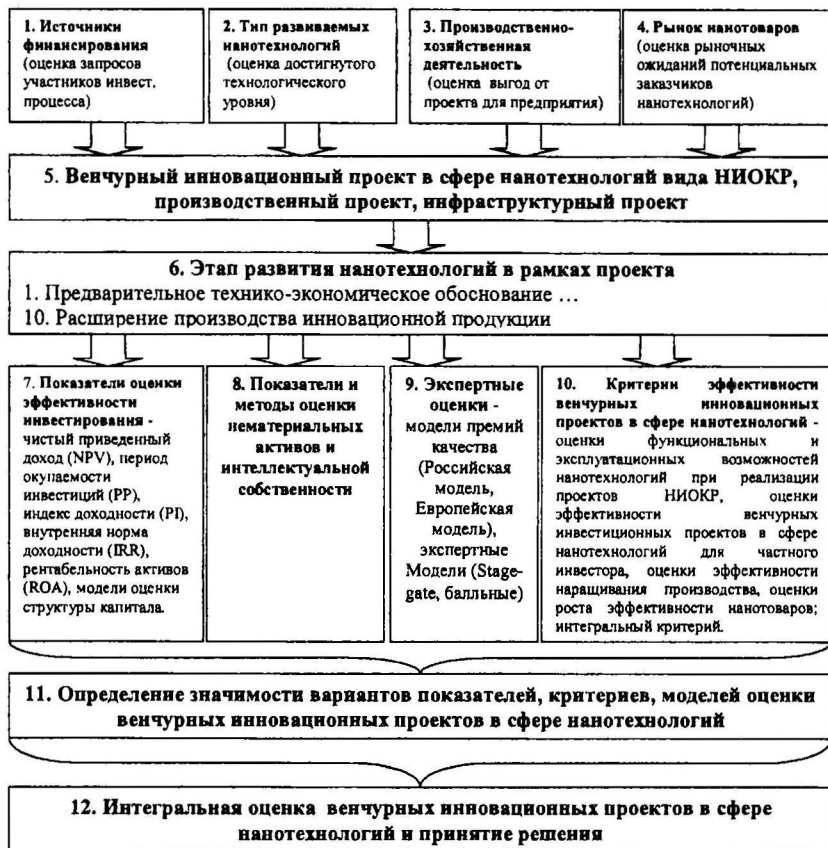 1. Источники
финансирования
(оценка запросов
участников инвест.
процесса)
2. Тип развиваемых
нанотехнологий
(оценка достигнутого
технологического
уровня)
3. Производственно-
хозяйственная
деятельность
(оценка выгод от
проекта для предприятия)
4. Рынок нанотоваров
(оценка рыночных
ожиданий потенциальных
заказчиков
нанотехнологий)
5. Венчурный инновационный проект в сфере нанотехнологий вида НИОКР,
производственный проект, инфраструктурный проект
6. Этап развития нанотехнологий в рамках проекта
1. Предварительное технико-экономическое обоснование ...
10. Расширение производства инновационной продукции
7. Показатели оценки
эффективности
инвестирования -
чистый приведенный
доход (NPV), период
окупаемости
инвестиций (PP),
индекс доходности (PI),
внутренняя норма
доходности (IRR),
рентабельность активов
(ROA), модели оценки
структуры капитала.
8. Показатели и
методы оценки
нематериальных
активов и
интеллектуальной
собственности
9. Экспертные
оценки -
модели премий
качества
(Российская
модель,
Европейская
модель),
экспертные
Модели (Stage-
gate, балльные)
10. Критерии эффективности
венчурных инновационных
проектов в сфере нанотехнологий -
оценки функциональных и
эксплуатационных возможностей
нанотехнологий при реализации
проектов НИОКР, оценки
эффективности венчурных
инвестиционных проектов в сфере
нанотехнологий для частного
инвестора, оценки эффективности
наращивания производства, оценки
роста эффективности нанотоваров;
интегральный критерий.
11. Определение значимости вариантов показателей, критериев, моделей оценки
венчурных инновационных проектов в сфере нанотехнологий
12. Интегральная оценка венчурных инновационных проектов в сфере
нанотехнологий и принятие решения